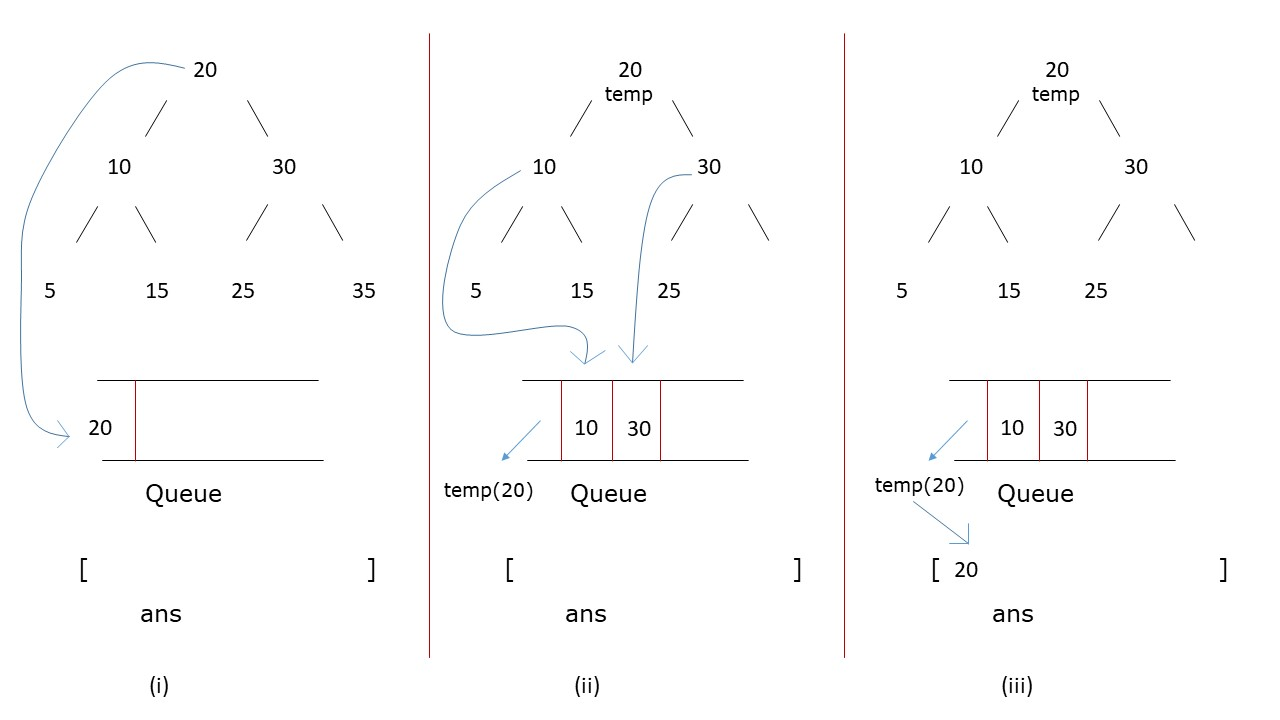 20
10 30
5 15 25 35
20
Queue
[ ]
ans
(i)
20
temp
10 30
5 15 25
10 30
temp(20) Queue
[ ]
ans
(ii)
20
temp
10 30
5 15 25
10 30
temp(20) Queue
[ 20 ]
ans
(iii)